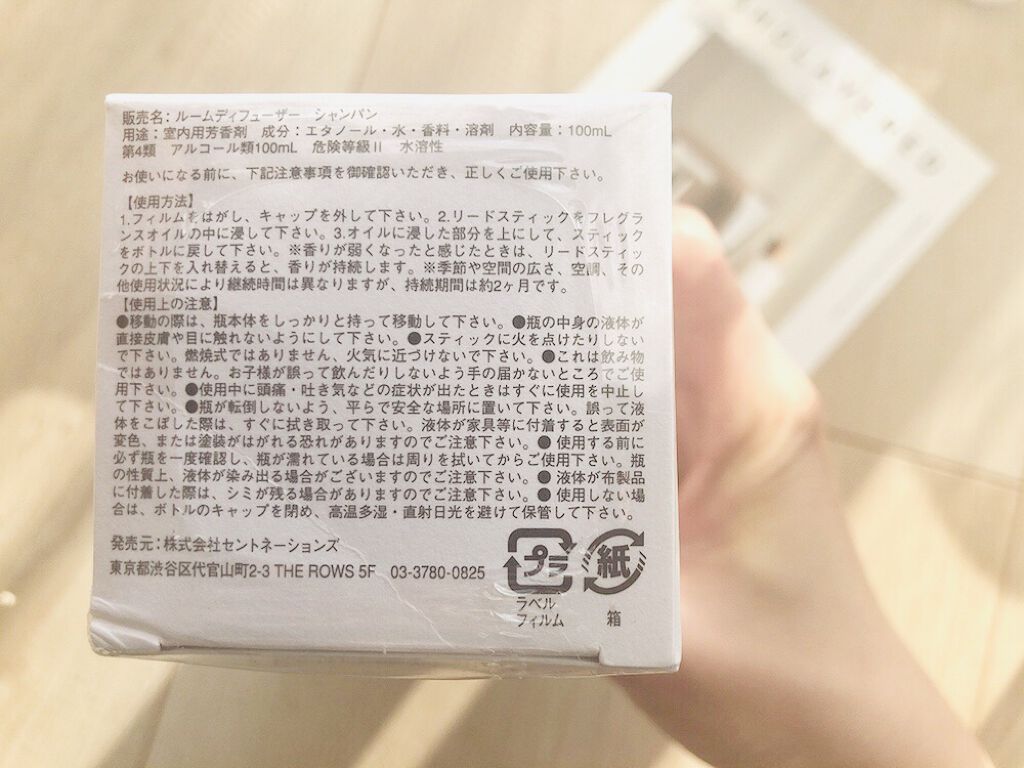 販売名：ルームディフューザー　シャンパン
用途：室内用芳香剤　成分：エタノール・水・香料・溶剤　内容量：100mL
第4類　アルコール類100mL　危険等級Ⅱ　水溶性
お使いになる前に、下記注意事項を御確認いただき、正しくご使用下さい。
【使用方法】
1.フィルムをはがし、キャップを外して下さい。2.リードスティックをフレグラ
ンスオイルの中に浸して下さい。3.オイルに浸した部分を上にして、スティック
をボトルに戻して下さい。※香りが弱くなったと感じたときは、リードスティッ
クの上下を入れ替えると、香りが持続します。※季節や空間の広さ、空調、その
他使用状況により継続時間は異なりますが、持続期間は約2ヶ月です。
【使用上の注意】
●移動の際は、瓶本体をしっかりと持って移動して下さい。●瓶の中身の液体が
直接皮膚や目に触れないようにして下さい。●スティックに火を点けたりしない
で下さい。燃焼式ではありません、火気に近づけないで下さい。●これは飲み物
ではありません。お子様が誤って飲んだりしないよう手の届かないところでご使
用下さい。●使用中に頭痛・吐き気などの症状が出たときはすぐに使用を中止し
て下さい。●瓶が転倒しないよう、平らで安全な場所に置いて下さい。誤って液
体をこぼした際は、すぐに拭き取って下さい。液体が家具等に付着すると表面が
変色、または塗装がはがれる恐れがありますのでご注意下さい。● 使用する前に
必ず瓶を一度確認し、瓶が濡れている場合は周りを拭いてからご使用下さい。瓶
の性質上、液体が染み出る場合がございますのでご注意下さい。● 液体が布製品
に付着した際は、シミが残る場合がありますのでご注意下さい。● 使用しない場
合は、ボトルのキャップを閉め、高温多湿・直射日光を避けて保管して下さい。
発売元：株式会社セントネーションズ
東京都渋谷区代官山町2-3 THE ROWS 5F　03-3780-0825
プラ
紙
ラベル
フィルム
箱